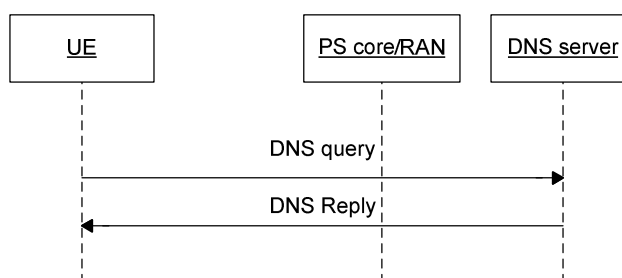 UE
PS core/RAN
DNS server
DNS query
DNS Reply